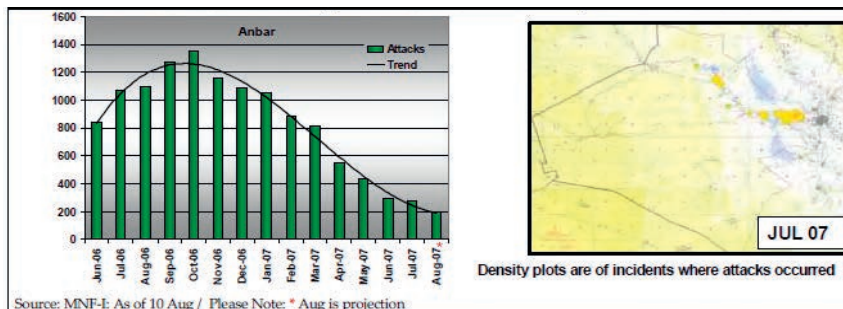 Anbar
1600
1400
1200
1000
800
600
400
200
0
Attacks
Trend
Jun-06
Jul-06
Aug-06
Sep-06
Oct-06
Nov-06
Dec-06
Jan-07
Feb-07
Mar-07
Apr-07
May-07
Jun-07
Jul-07
Aug-07*
JUL 07
Density plots are of incidents where attacks occurred
Source: MNF-I: As of 10 Aug / Please Note: * Aug is projection